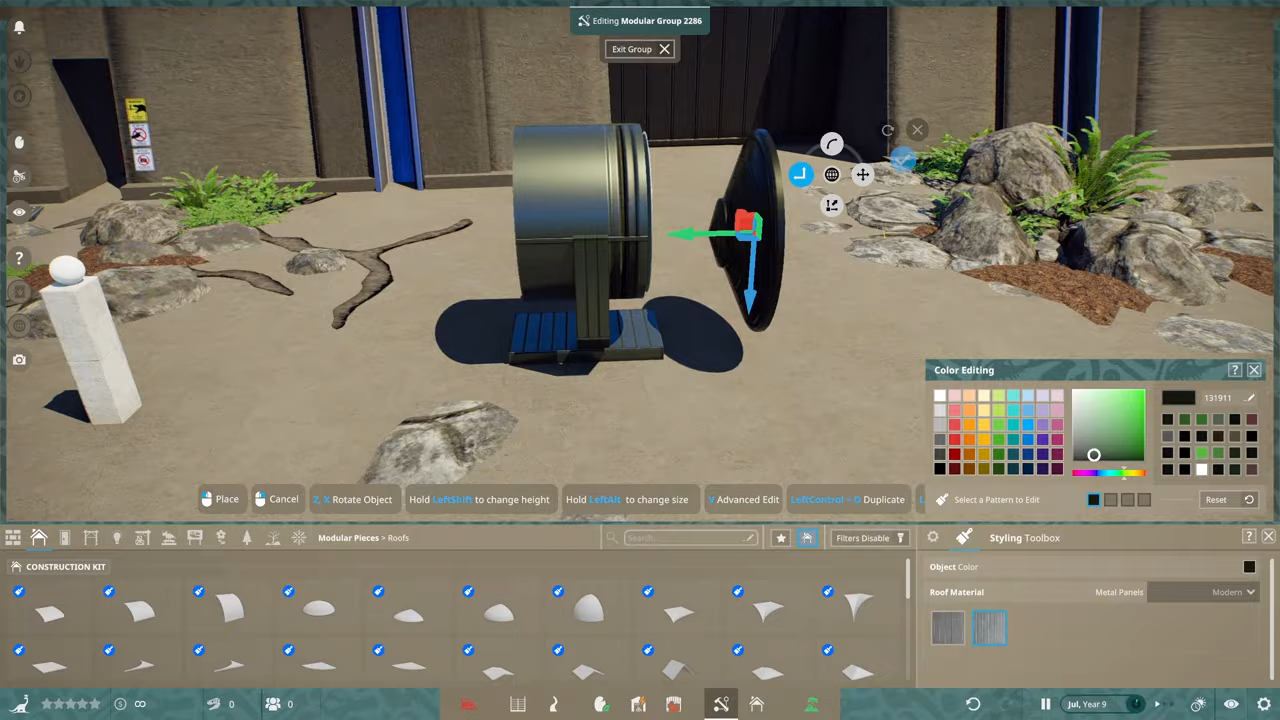 Editing Modular Group 2286
Exit Group
Color Editing
?
131911
Place
Cancel
Z, X Rotate Object
Hold LeftShift to change height
Hold LeftAlt to change size
V Advanced Edit
LeftControl + D Duplicate
Select a Pattern to Edit
Reset
Modular Pieces > Roofs
Search...
Filters Disable
Styling Toolbox
?
CONSTRUCTION KIT
Object Color
Roof Material
Metal Panels
Modern
?
0
0
Jul, Year 9